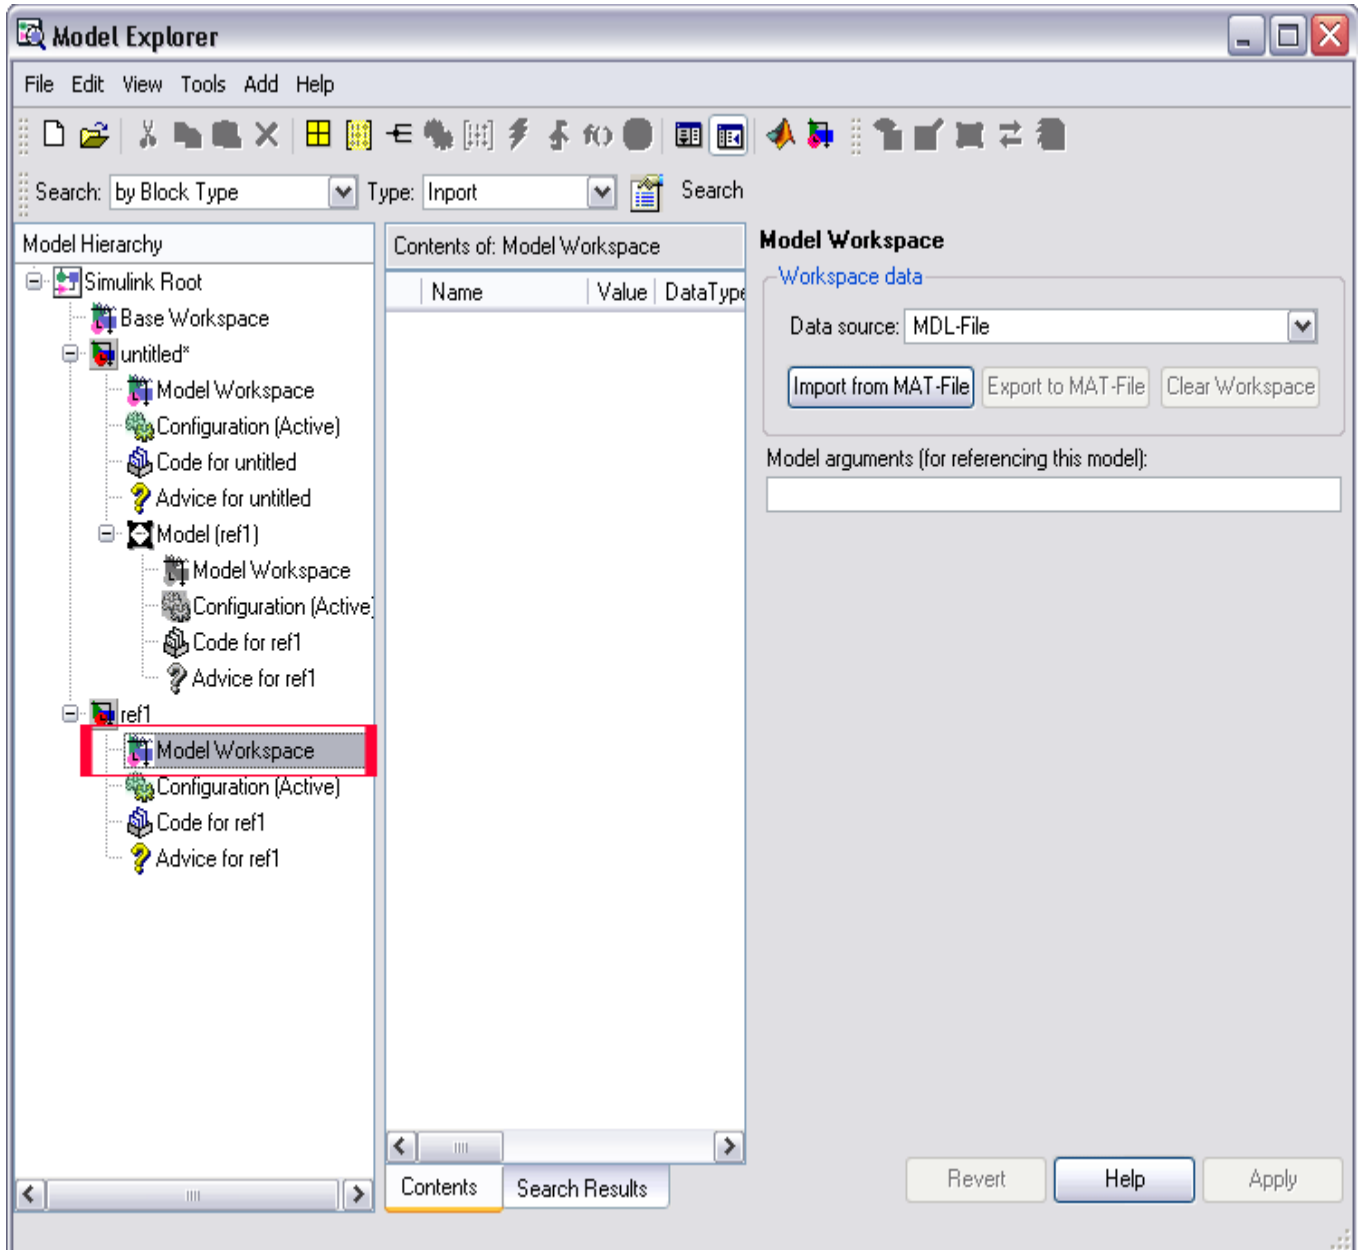 Model Explorer
File Edit View Tools Add Help
Search: by Block Type Type: Inport Search
Model Hierarchy
Simulink Root
Base Workspace
untitled*
Model Workspace
Configuration (Active)
Code for untitled
Advice for untitled
Model (ref1)
Model Workspace
Configuration (Active)
Code for ref1
Advice for ref1
ref1
Model Workspace
Configuration (Active)
Code for ref1
Advice for ref1
Contents of: Model Workspace
Name Value DataType
Contents Search Results
Model Workspace
Workspace data
Data source: MDL-File
Import from MAT-File Export to MAT-File Clear Workspace
Model arguments (for referencing this model):
Revert Help Apply